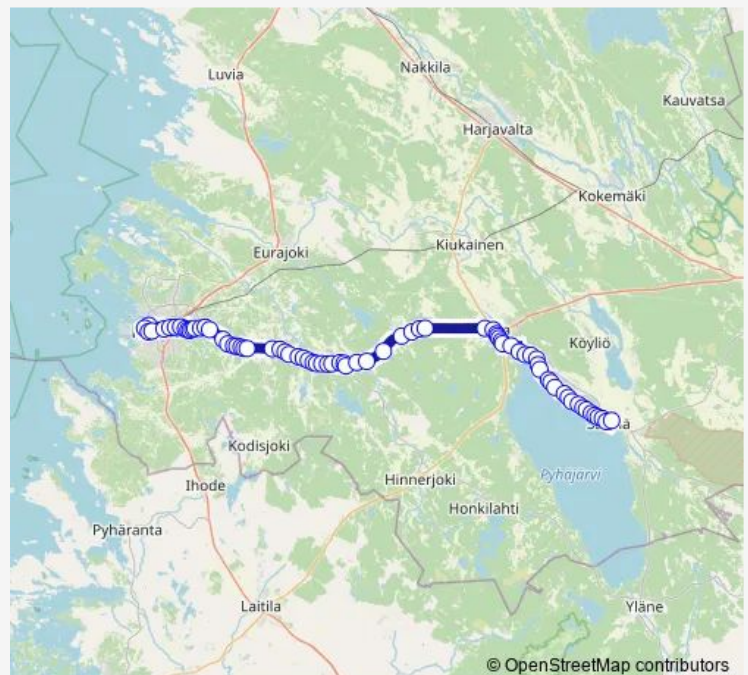 Luvia
Nakkila
Kauvatsa
Harjavalta
Kokemäki
Eurajoki
Kiukainen
Köyliö
Kodisjoki
Hinnerjoki
Pyhäjärvi
Ihode
Honkilahti
Pyhäranta
Laitila
Yläne
© OpenStreetMap contributors